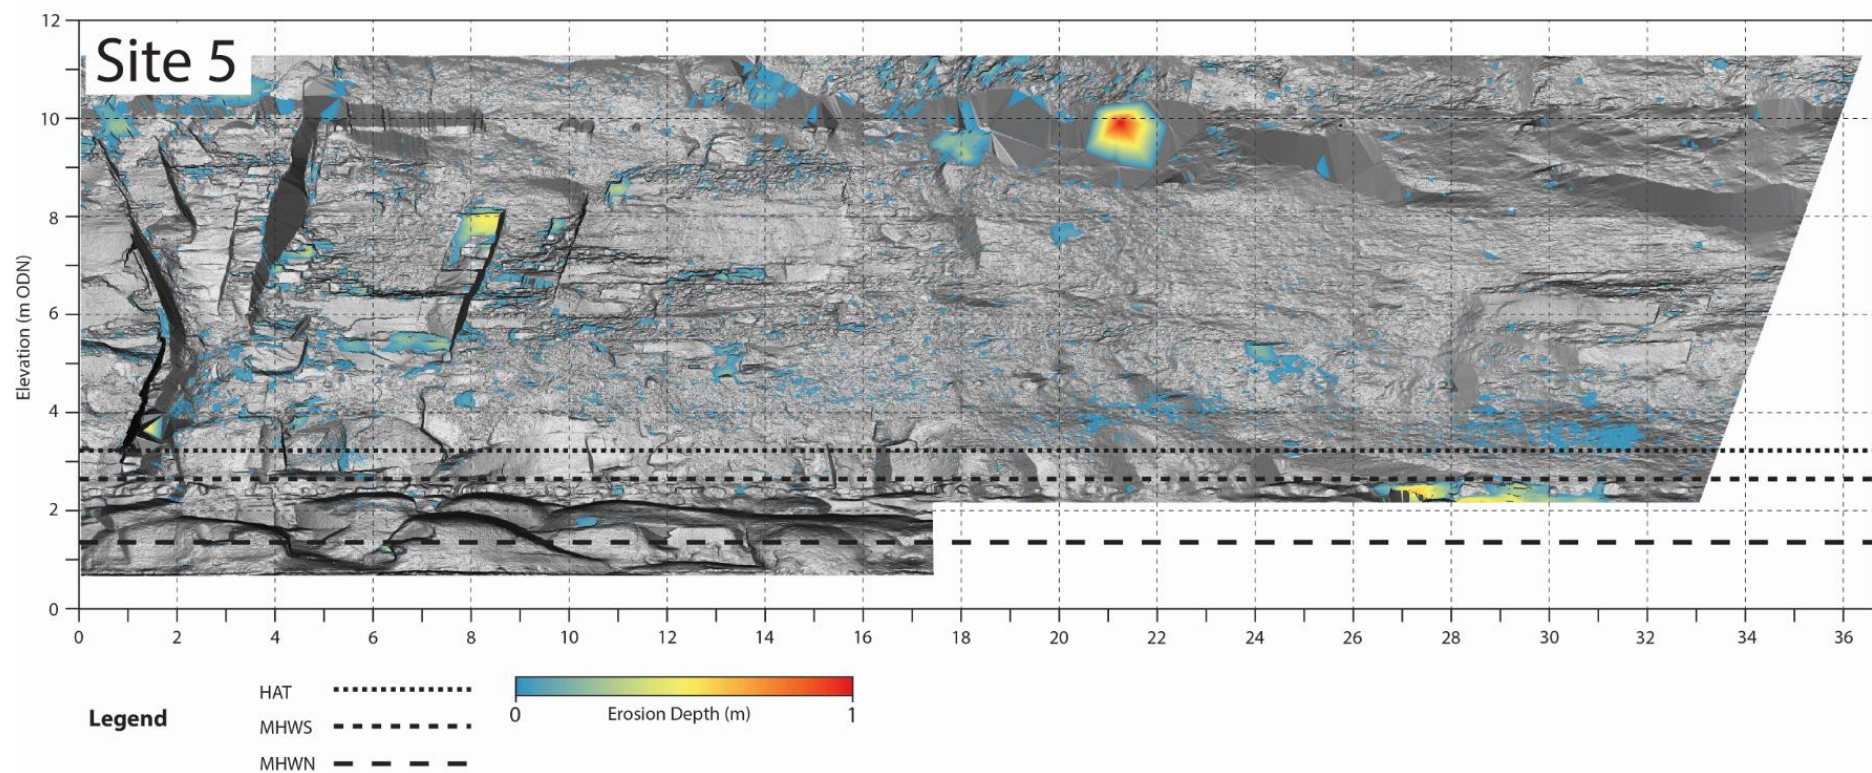 Site 5
Elevation (m ODN)
12
10
8
6
4
2
0
0 2 4 6 8 10 12 14 16 18 20 22 24 26 28 30 32 34 36
Legend
HAT
MHWS
MHWN
0 Erosion Depth (m) 1